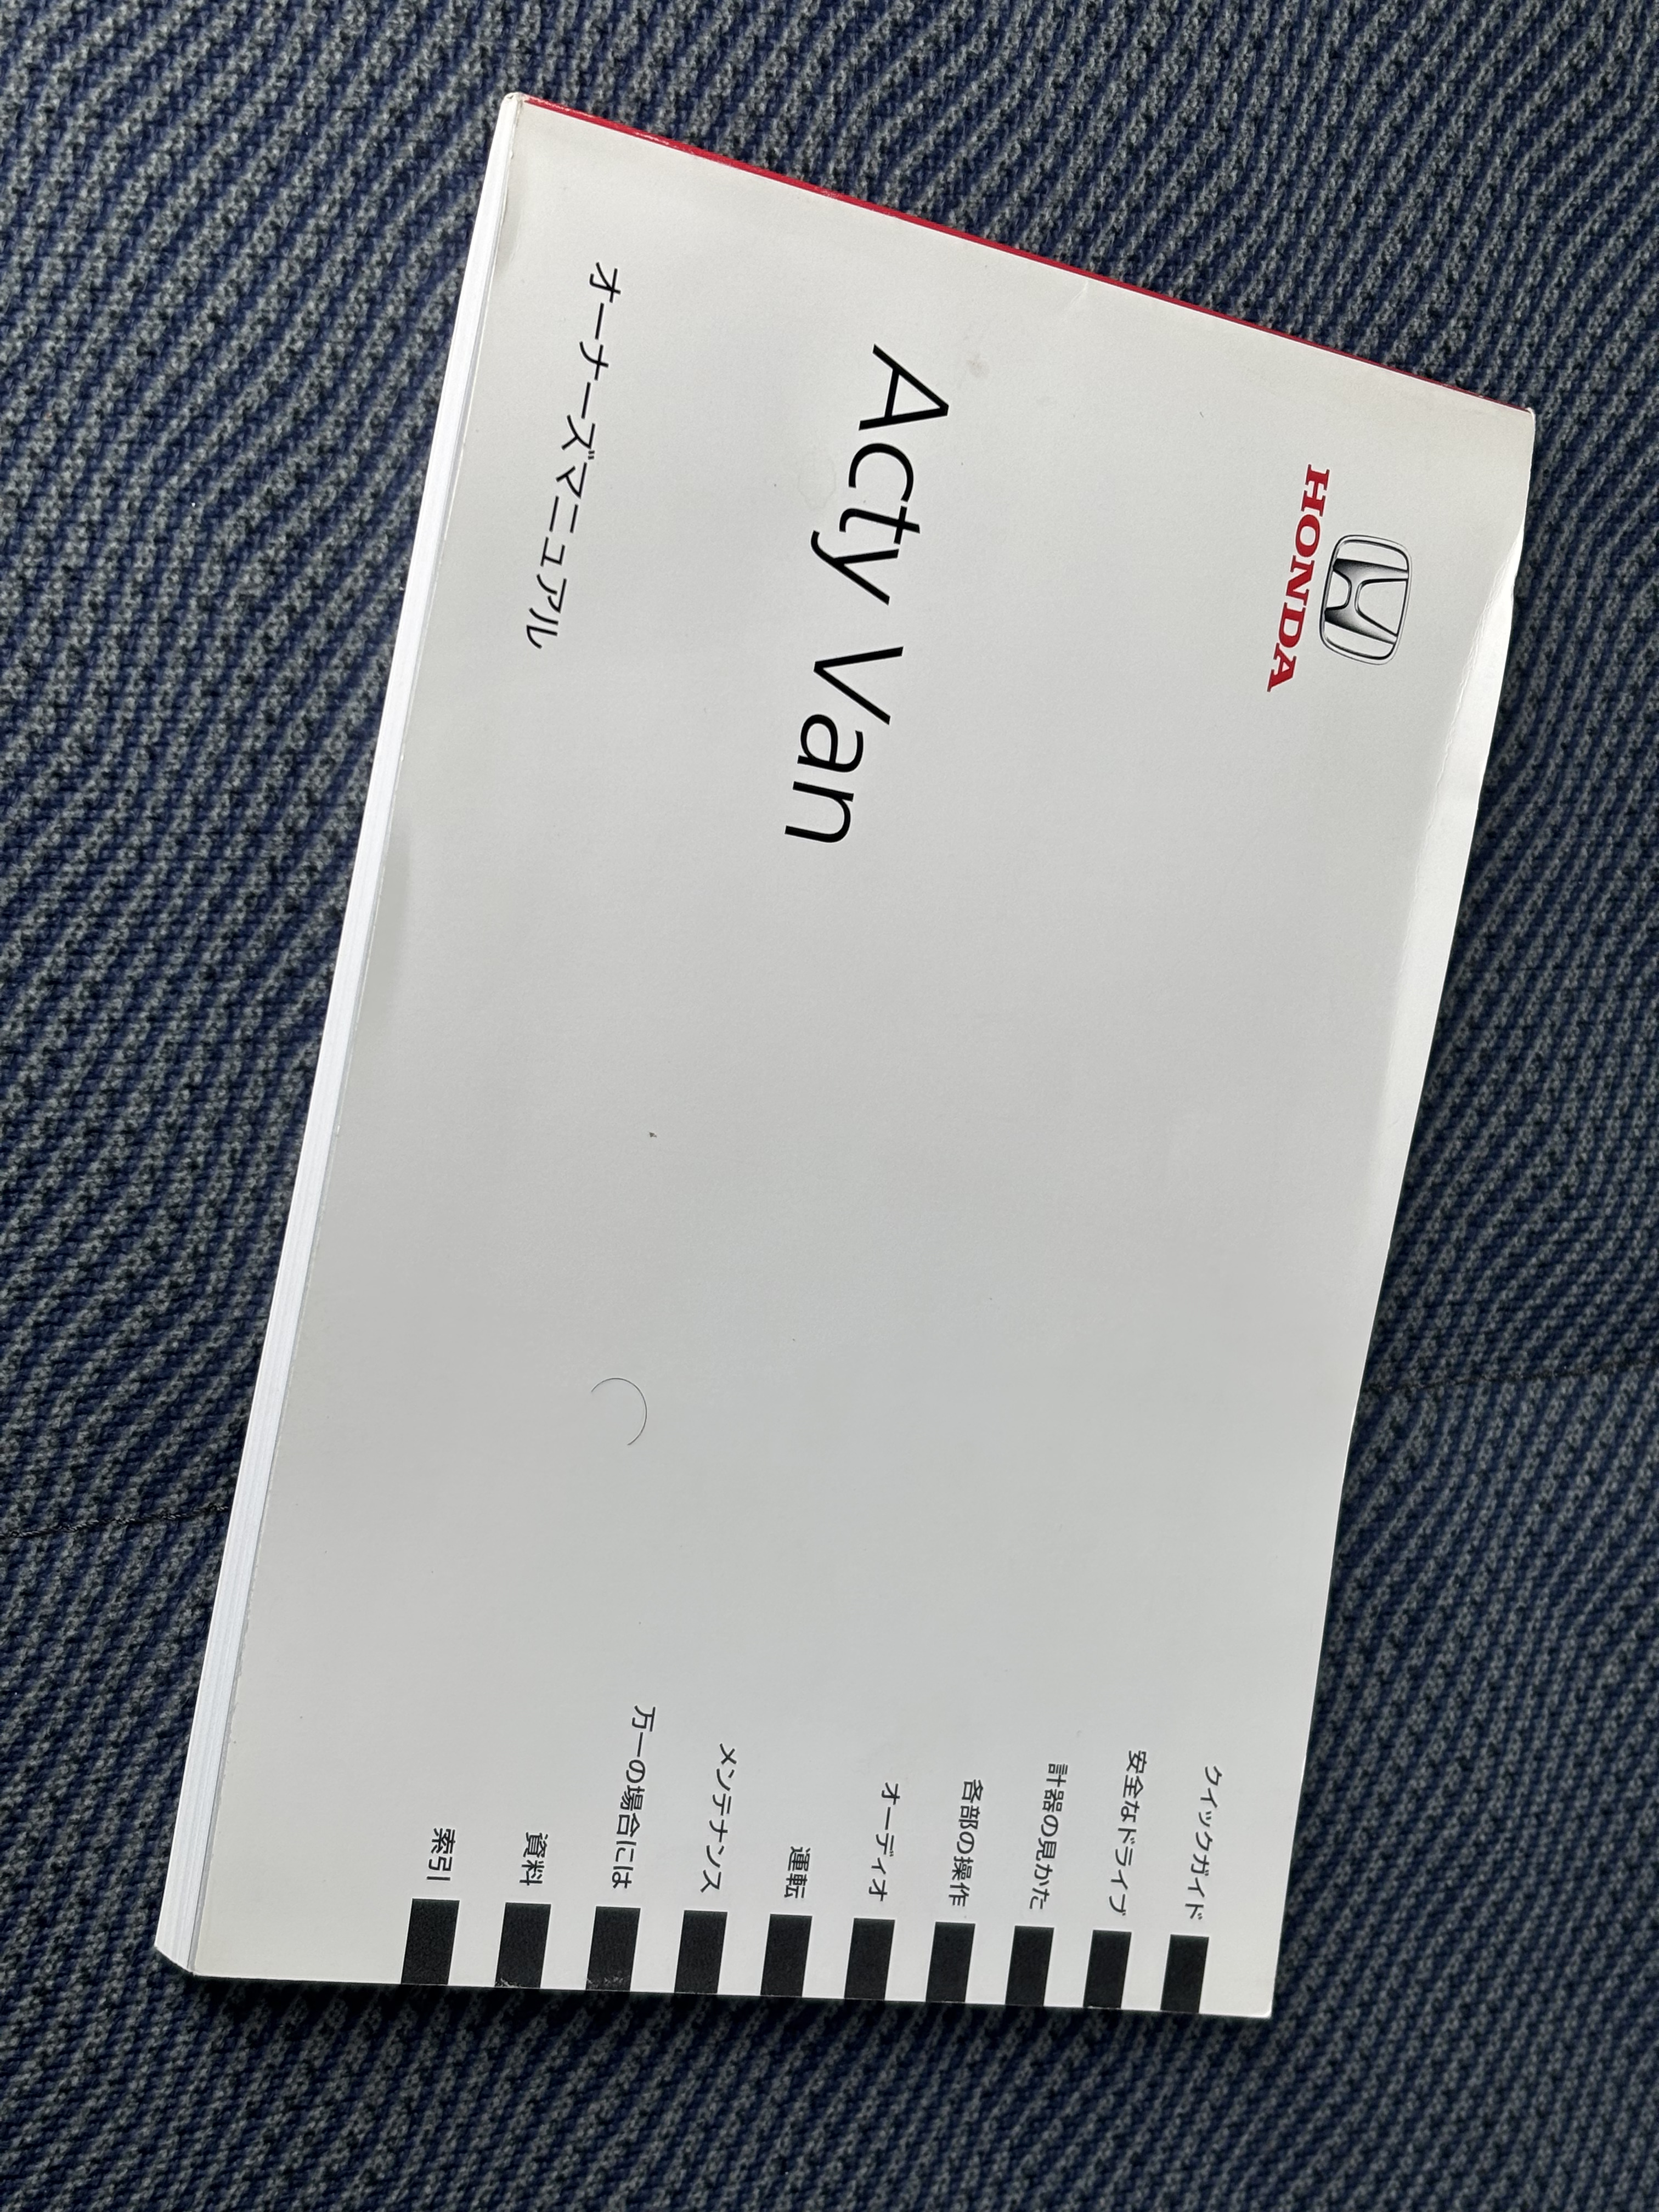 HONDA
Acty Van
オーナーズマニュアル
クイックガイド
安全なドライブ
計器の見かた
各部の操作
オーディオ
運転
メンテナンス
万一の場合には
資料
索引